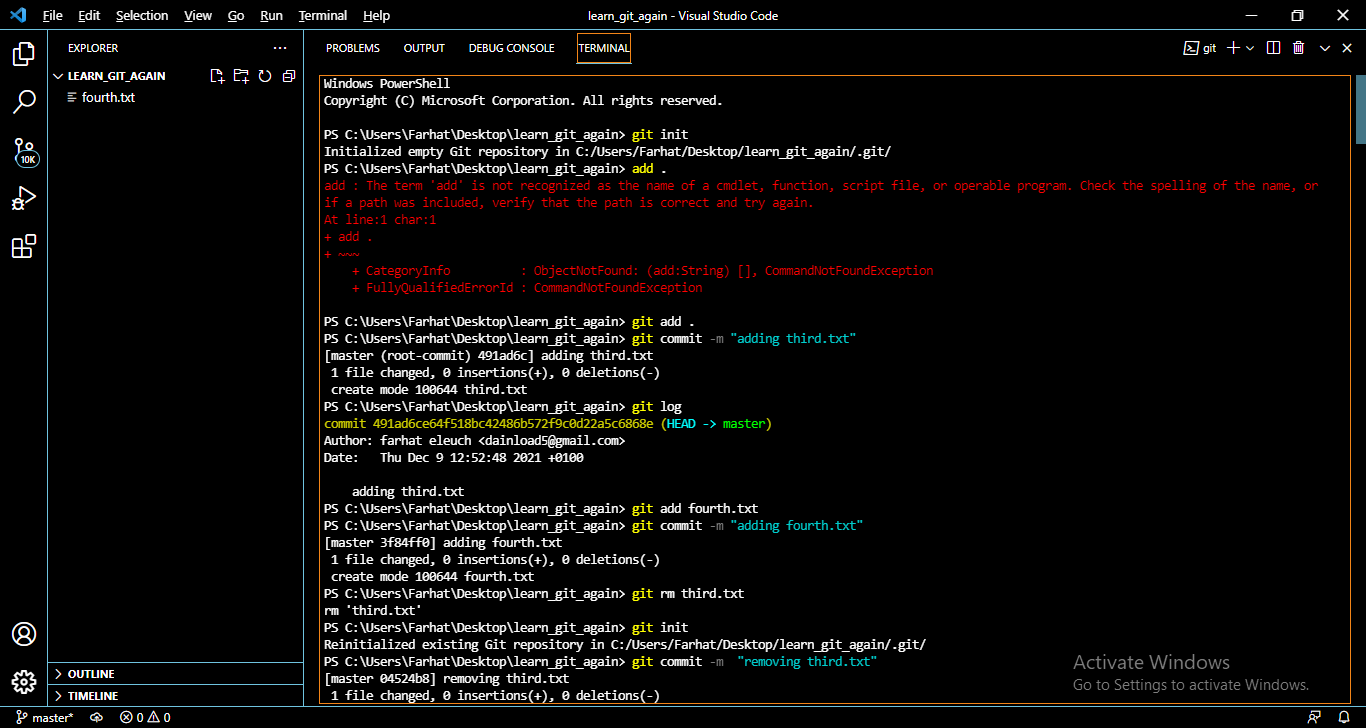 File Edit Selection View Go Run Terminal Help
learn_git_again - Visual Studio Code
EXPLORER
LEARN_GIT_AGAIN
fourth.txt
10K
OUTLINE
TIMELINE
PROBLEMS OUTPUT DEBUG CONSOLE TERMINAL
git
Windows PowerShell
Copyright (C) Microsoft Corporation. All rights reserved.
PS C:\Users\Farhat\Desktop\learn_git_again> git init
Initialized empty Git repository in C:/Users/Farhat/Desktop/learn_git_again/.git/
PS C:\Users\Farhat\Desktop\learn_git_again> add .
add : The term 'add' is not recognized as the name of a cmdlet, function, script file, or operable program. Check the spelling of the name, or
if a path was included, verify that the path is correct and try again.
At line:1 char:1
+ add .
+ ~~~
+ CategoryInfo : ObjectNotFound: (add:String) [], CommandNotFoundException
+ FullyQualifiedErrorId : CommandNotFoundException
PS C:\Users\Farhat\Desktop\learn_git_again> git add .
PS C:\Users\Farhat\Desktop\learn_git_again> git commit -m "adding third.txt"
[master (root-commit) 491ad6c] adding third.txt
1 file changed, 0 insertions(+), 0 deletions(-)
create mode 100644 third.txt
PS C:\Users\Farhat\Desktop\learn_git_again> git log
commit 491ad6ce64f518bc42486b572f9c0d22a5c6868e (HEAD -> master)
Author: farhat eleuch <dainload5@gmail.com>
Date: Thu Dec 9 12:52:48 2021 +0100
adding third.txt
PS C:\Users\Farhat\Desktop\learn_git_again> git add fourth.txt
PS C:\Users\Farhat\Desktop\learn_git_again> git commit -m "adding fourth.txt"
[master 3f84ff0] adding fourth.txt
1 file changed, 0 insertions(+), 0 deletions(-)
create mode 100644 fourth.txt
PS C:\Users\Farhat\Desktop\learn_git_again> git rm third.txt
rm 'third.txt'
PS C:\Users\Farhat\Desktop\learn_git_again> git init
Reinitialized existing Git repository in C:/Users/Farhat/Desktop/learn_git_again/.git/
PS C:\Users\Farhat\Desktop\learn_git_again> git commit -m "removing third.txt"
[master 04524b8] removing third.txt
1 file changed, 0 insertions(+), 0 deletions(-)
Activate Windows
Go to Settings to activate Windows.
master* 0 0